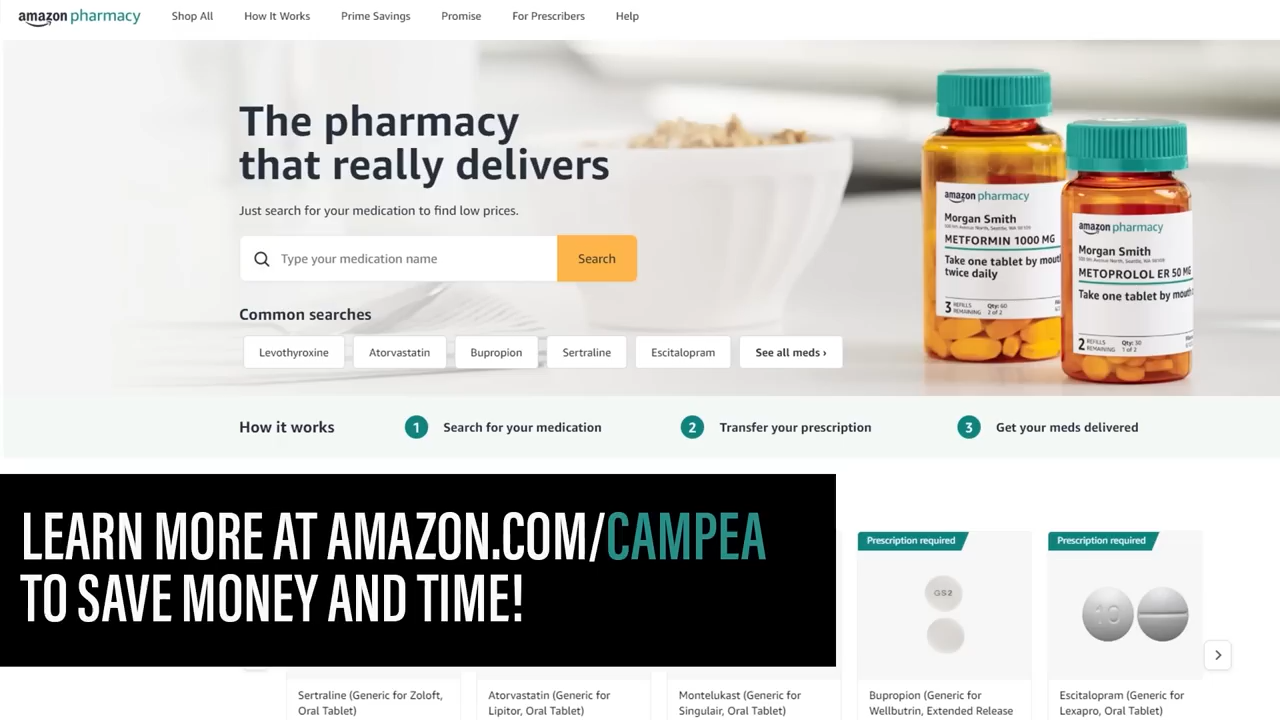 amazon pharmacy
Shop All
How It Works
Prime Savings
Promise
For Prescribers
Help
The pharmacy
that really delivers
Just search for your medication to find low prices.
Type your medication name
Search
Common searches
Levothyroxine
Atorvastatin
Bupropion
Sertraline
Escitalopram
See all meds ›
amazon pharmacy
Morgan Smith
METFORMIN 1000 MG
Take one tablet by mouth
twice daily
3 REFILLS
REMAINING
Qty: 60
2 of 2
amazon pharmacy
Morgan Smith
METOPROLOL ER 50 MG
Take one tablet by mouth
2 REFILLS
REMAINING
Qty: 30
1 of 2
How it works
1 Search for your medication
2 Transfer your prescription
3 Get your meds delivered
LEARN MORE AT AMAZON.COM/CAMPEA
TO SAVE MONEY AND TIME!
Prescription required
GS2
Prescription required
10
Sertraline (Generic for Zoloft,
Oral Tablet)
Atorvastatin (Generic for
Lipitor, Oral Tablet)
Montelukast (Generic for
Singulair, Oral Tablet)
Bupropion (Generic for
Wellbutrin, Extended Release
Escitalopram (Generic for
Lexapro, Oral Tablet)